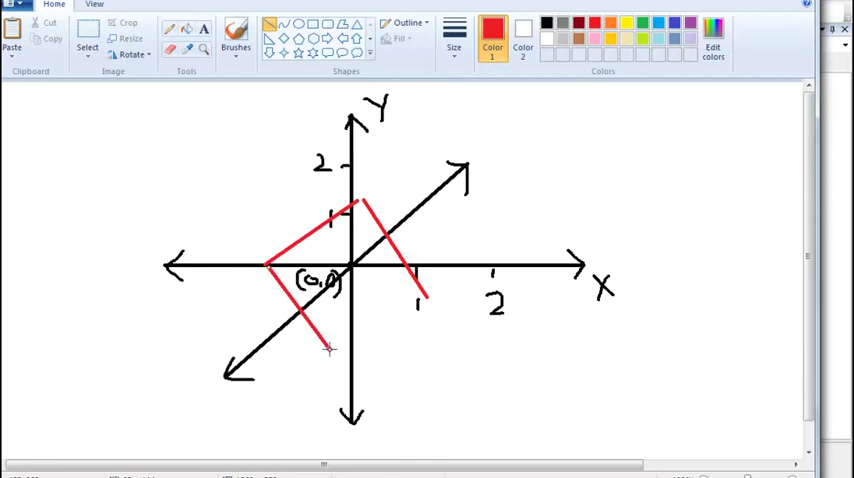 Home View
Cut
Copy
Paste
Clipboard
Crop
Resize
Rotate
Select
Image
Tools
Brushes
Outline
Fill
Shapes
Size
Color 1
Color 2
Colors
Edit colors
Y
2
1
(0,0)
1
2
X